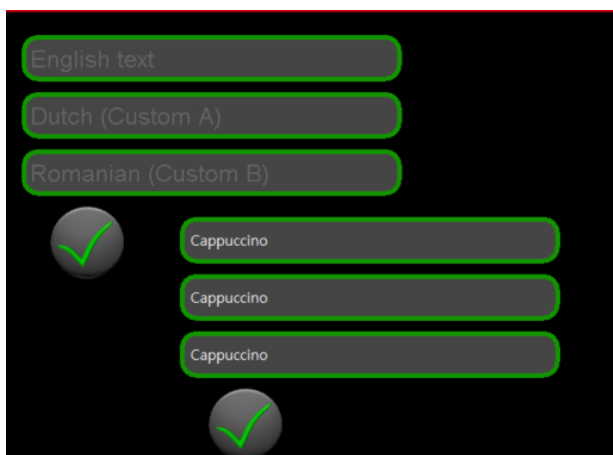 English text
Dutch (Custom A)
Romanian (Custom B)
Cappuccino
Cappuccino
Cappuccino